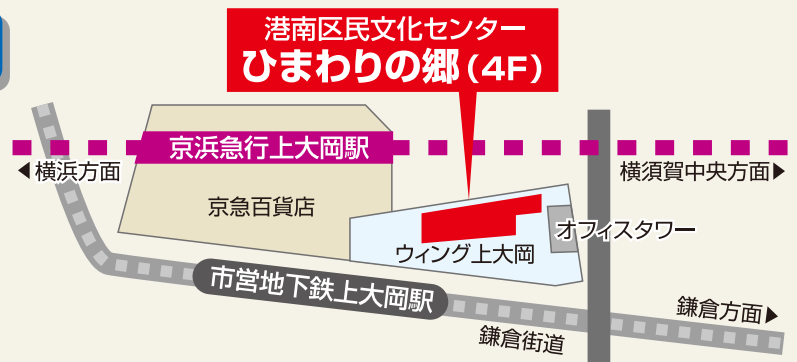 港南区民文化センター
ひまわりの郷(4F)
京浜急行上大岡駅
◀横浜方面
横須賀中央方面▶
京急百貨店
オフィスタワー
ウィング上大岡
市営地下鉄上大岡駅
鎌倉方面▶
鎌倉街道